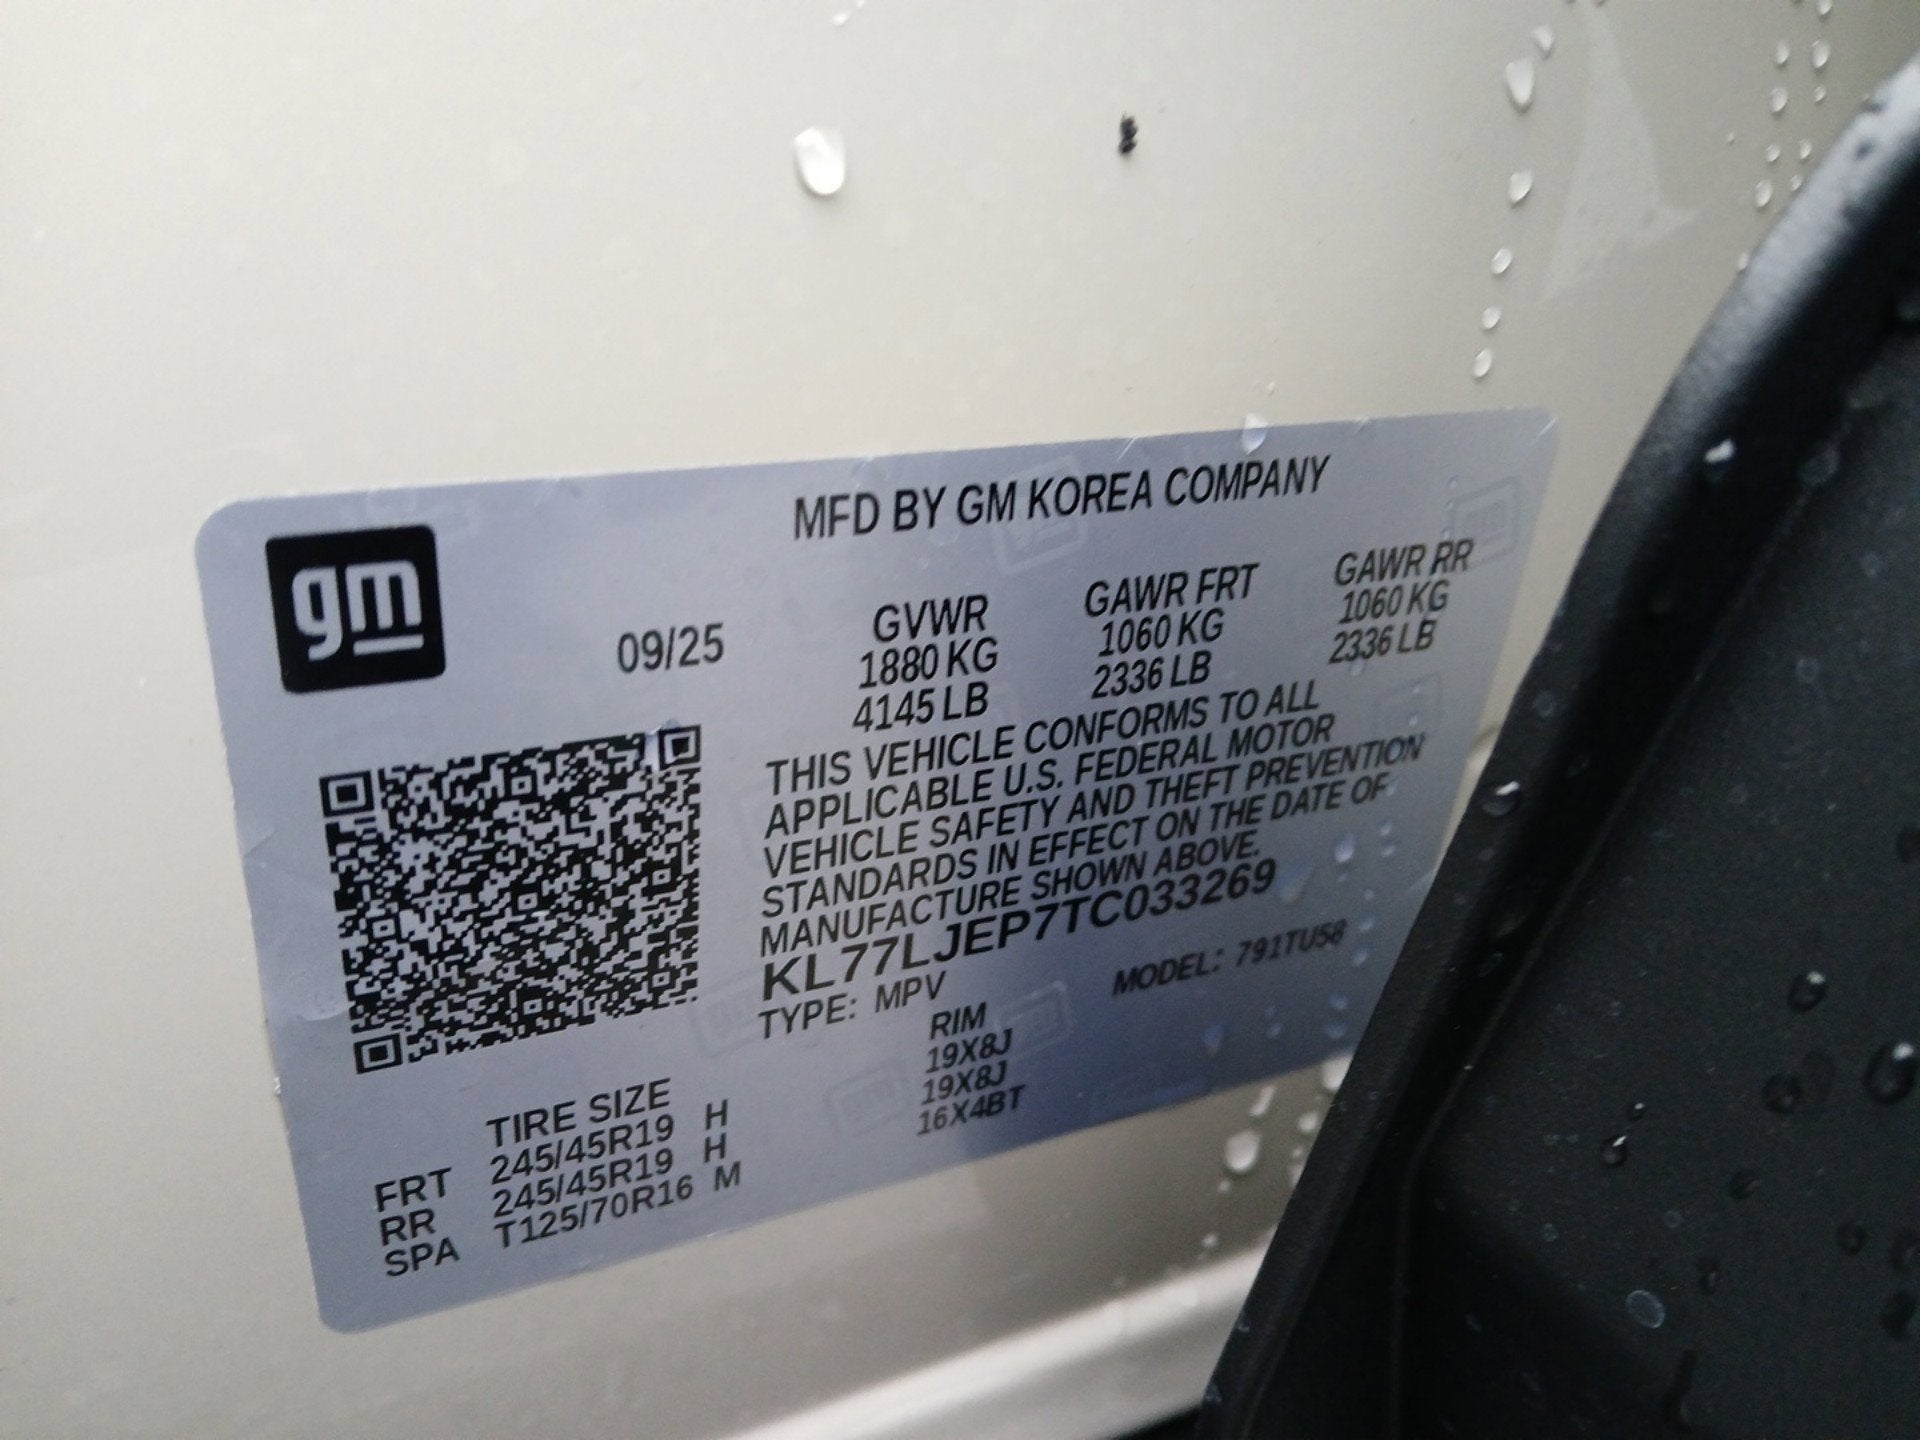 MFD BY GM KOREA COMPANY
gm
09/25
GVWR GAWR FRT GAWR RR
1880 KG 1060 KG 1060 KG
4145 LB 2336 LB 2336 LB
THIS VEHICLE CONFORMS TO ALL
APPLICABLE U.S. FEDERAL MOTOR
VEHICLE SAFETY AND THEFT PREVENTION
STANDARDS IN EFFECT ON THE DATE OF
MANUFACTURE SHOWN ABOVE.
KL77LJEP7TC033269
TYPE: MPV MODEL: 791TU58
TIRE SIZE RIM
FRT 245/45R19 H 19X8J
RR 245/45R19 H 19X8J
SPA T125/70R16 M 16X4BT